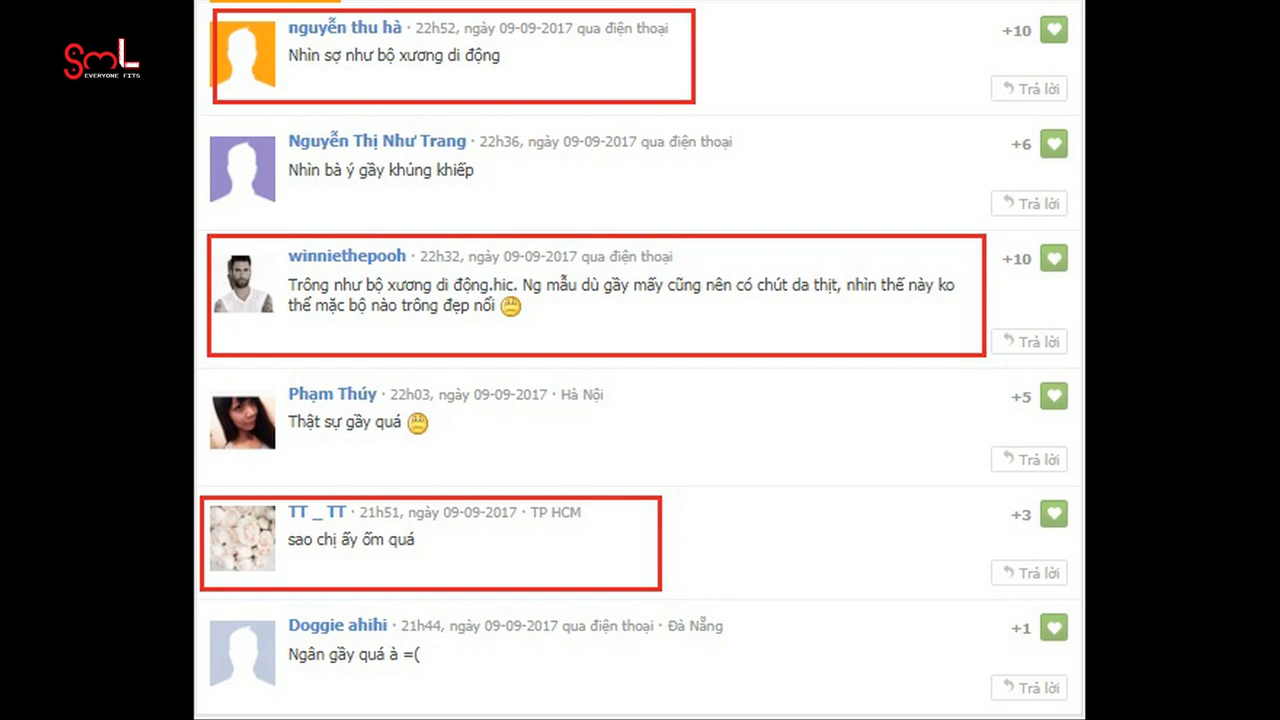 SML
EVERYONE FITS
nguyễn thu hà · 22h52, ngày 09-09-2017 qua điện thoại
+10
Nhìn sợ như bộ xương di động
Trả lời
Nguyễn Thị Như Trang · 22h36, ngày 09-09-2017 qua điện thoại
+6
Nhìn bà ý gầy khủng khiếp
Trả lời
winniethepooh · 22h32, ngày 09-09-2017 qua điện thoại
+10
Trông như bộ xương di động.hic. Ng mẫu dù gầy mấy cũng nên có chút da thịt, nhìn thế này ko
thể mặc bộ nào trông đẹp nổi
Trả lời
Phạm Thúy · 22h03, ngày 09-09-2017 · Hà Nội
+5
Thật sự gầy quá
Trả lời
TT _ TT · 21h51, ngày 09-09-2017 · TP HCM
+3
sao chị ấy ốm quá
Trả lời
Doggie ahihi · 21h44, ngày 09-09-2017 qua điện thoại · Đà Nẵng
+1
Ngân gầy quá à =(
Trả lời